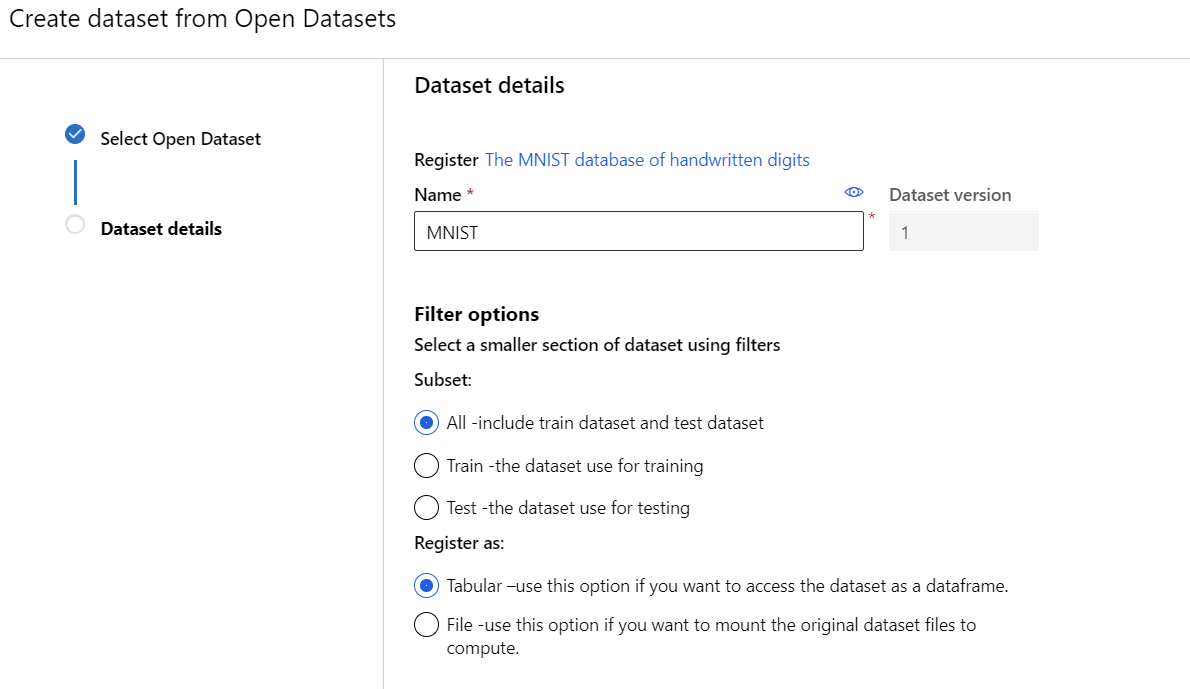 Create dataset from Open Datasets
Select Open Dataset
Dataset details
Dataset details
Register The MNIST database of handwritten digits
Name * Dataset version
MNIST * 1
Filter options
Select a smaller section of dataset using filters
Subset:
All -include train dataset and test dataset
Train -the dataset use for training
Test -the dataset use for testing
Register as:
Tabular –use this option if you want to access the dataset as a dataframe.
File -use this option if you want to mount the original dataset files to
compute.